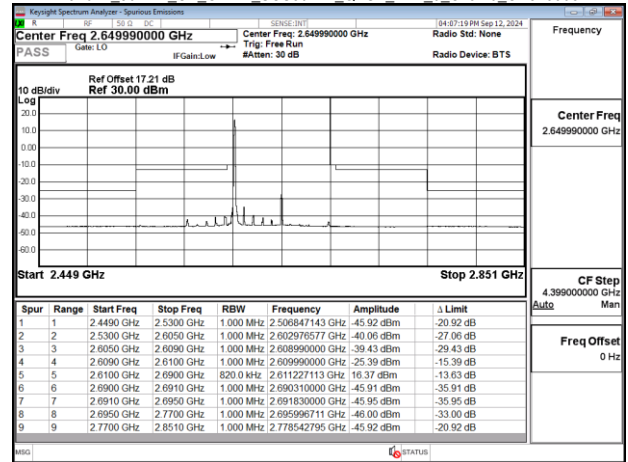 Keysight Spectrum Analyzer - Spurious Emissions
R RF 50 Ω DC SENSE:INT 04:07:19 PM Sep 12, 2024
Center Freq 2.649990000 GHz Center Freq: 2.649990000 GHz Radio Std: None Frequency
PASS Gate: LO Trig: Free Run
IFGain:Low #Atten: 30 dB Radio Device: BTS
Ref Offset 17.21 dB
10 dB/div Ref 30.00 dBm
Log
20.0
10.0
0.00
-10.0
-20.0
-30.0
-40.0
-50.0
-60.0
Center Freq
2.649990000 GHz
Start 2.449 GHz Stop 2.851 GHz
CF Step
4.399000000 GHz
Auto Man
Freq Offset
0 Hz
Spur Range Start Freq Stop Freq RBW Frequency Amplitude Δ Limit
1 1 2.4490 GHz 2.5300 GHz 1.000 MHz 2.506847143 GHz -45.92 dBm -20.92 dB
2 2 2.5300 GHz 2.6050 GHz 1.000 MHz 2.602976577 GHz -40.06 dBm -27.06 dB
3 3 2.6050 GHz 2.6090 GHz 1.000 MHz 2.608990000 GHz -39.43 dBm -29.43 dB
4 4 2.6090 GHz 2.6100 GHz 1.000 MHz 2.609990000 GHz -25.39 dBm -15.39 dB
5 5 2.6100 GHz 2.6900 GHz 820.0 kHz 2.611227113 GHz 16.37 dBm -13.63 dB
6 6 2.6900 GHz 2.6910 GHz 1.000 MHz 2.690310000 GHz -45.91 dBm -35.91 dB
7 7 2.6910 GHz 2.6950 GHz 1.000 MHz 2.691830000 GHz -45.95 dBm -35.95 dB
8 8 2.6950 GHz 2.7700 GHz 1.000 MHz 2.695996711 GHz -46.00 dBm -33.00 dB
9 9 2.7700 GHz 2.8510 GHz 1.000 MHz 2.778542795 GHz -45.92 dBm -20.92 dB
MSG STATUS